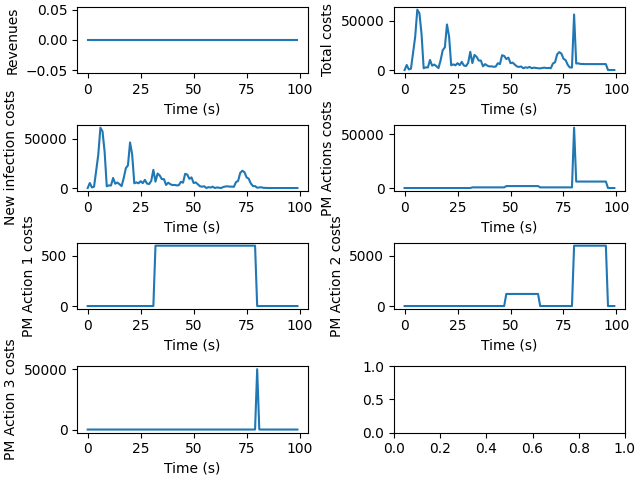 Revenues
0.05
0.00
−0.05
0 25 50 75 100
Time (s)
Total costs
50000
0
0 25 50 75 100
Time (s)
New infection costs
50000
0
0 25 50 75 100
Time (s)
PM Actions costs
50000
0
0 25 50 75 100
Time (s)
PM Action 1 costs
500
0
0 25 50 75 100
Time (s)
PM Action 2 costs
5000
0
0 25 50 75 100
Time (s)
PM Action 3 costs
50000
0
0 25 50 75 100
Time (s)
1.0
0.5
0.0
0.0 0.2 0.4 0.6 0.8 1.0